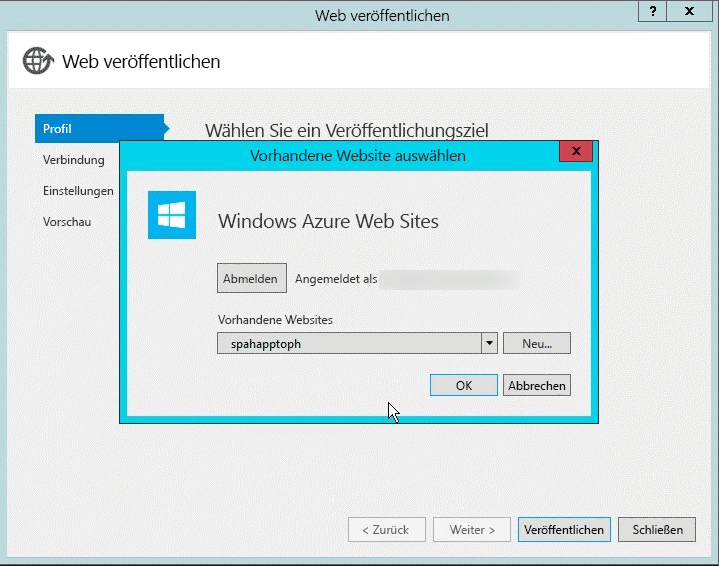 Web veröffentlichen
?
x
Web veröffentlichen
Profil
Wählen Sie ein Veröffentlichungsziel
Verbindung
Einstellungen
Vorschau
Vorhandene Website auswählen
x
Windows Azure Web Sites
Abmelden
Angemeldet als
Vorhandene Websites
spahapptoph
Neu...
OK
Abbrechen
< Zurück
Weiter >
Veröffentlichen
Schließen